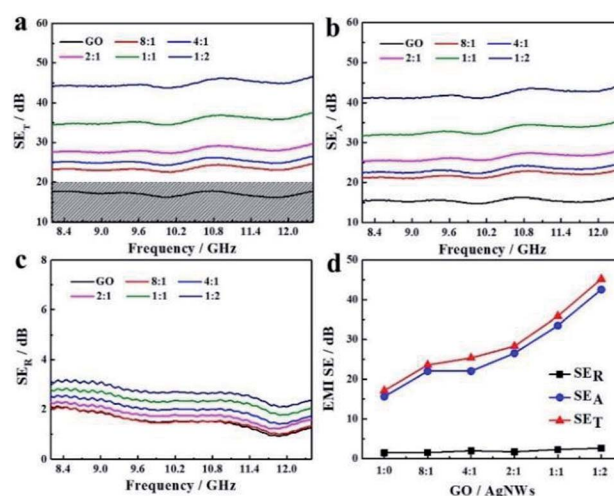 a
60
50
40
30
20
10
SE_T / dB
GO 8:1 4:1
2:1 1:1 1:2
8.4 9.0 9.6 10.2 10.8 11.4 12.0
Frequency / GHz
b
60
50
40
30
20
10
SE_A / dB
GO 8:1 4:1
2:1 1:1 1:2
8.4 9.0 9.6 10.2 10.8 11.4 12.0
Frequency / GHz
c
8
6
4
2
0
SE_R / dB
GO 8:1 4:1
2:1 1:1 1:2
8.4 9.0 9.6 10.2 10.8 11.4 12.0
Frequency / GHz
d
50
40
30
20
10
0
EMI SE / dB
SE_R
SE_A
SE_T
1:0 8:1 4:1 2:1 1:1 1:2
GO / AgNWs